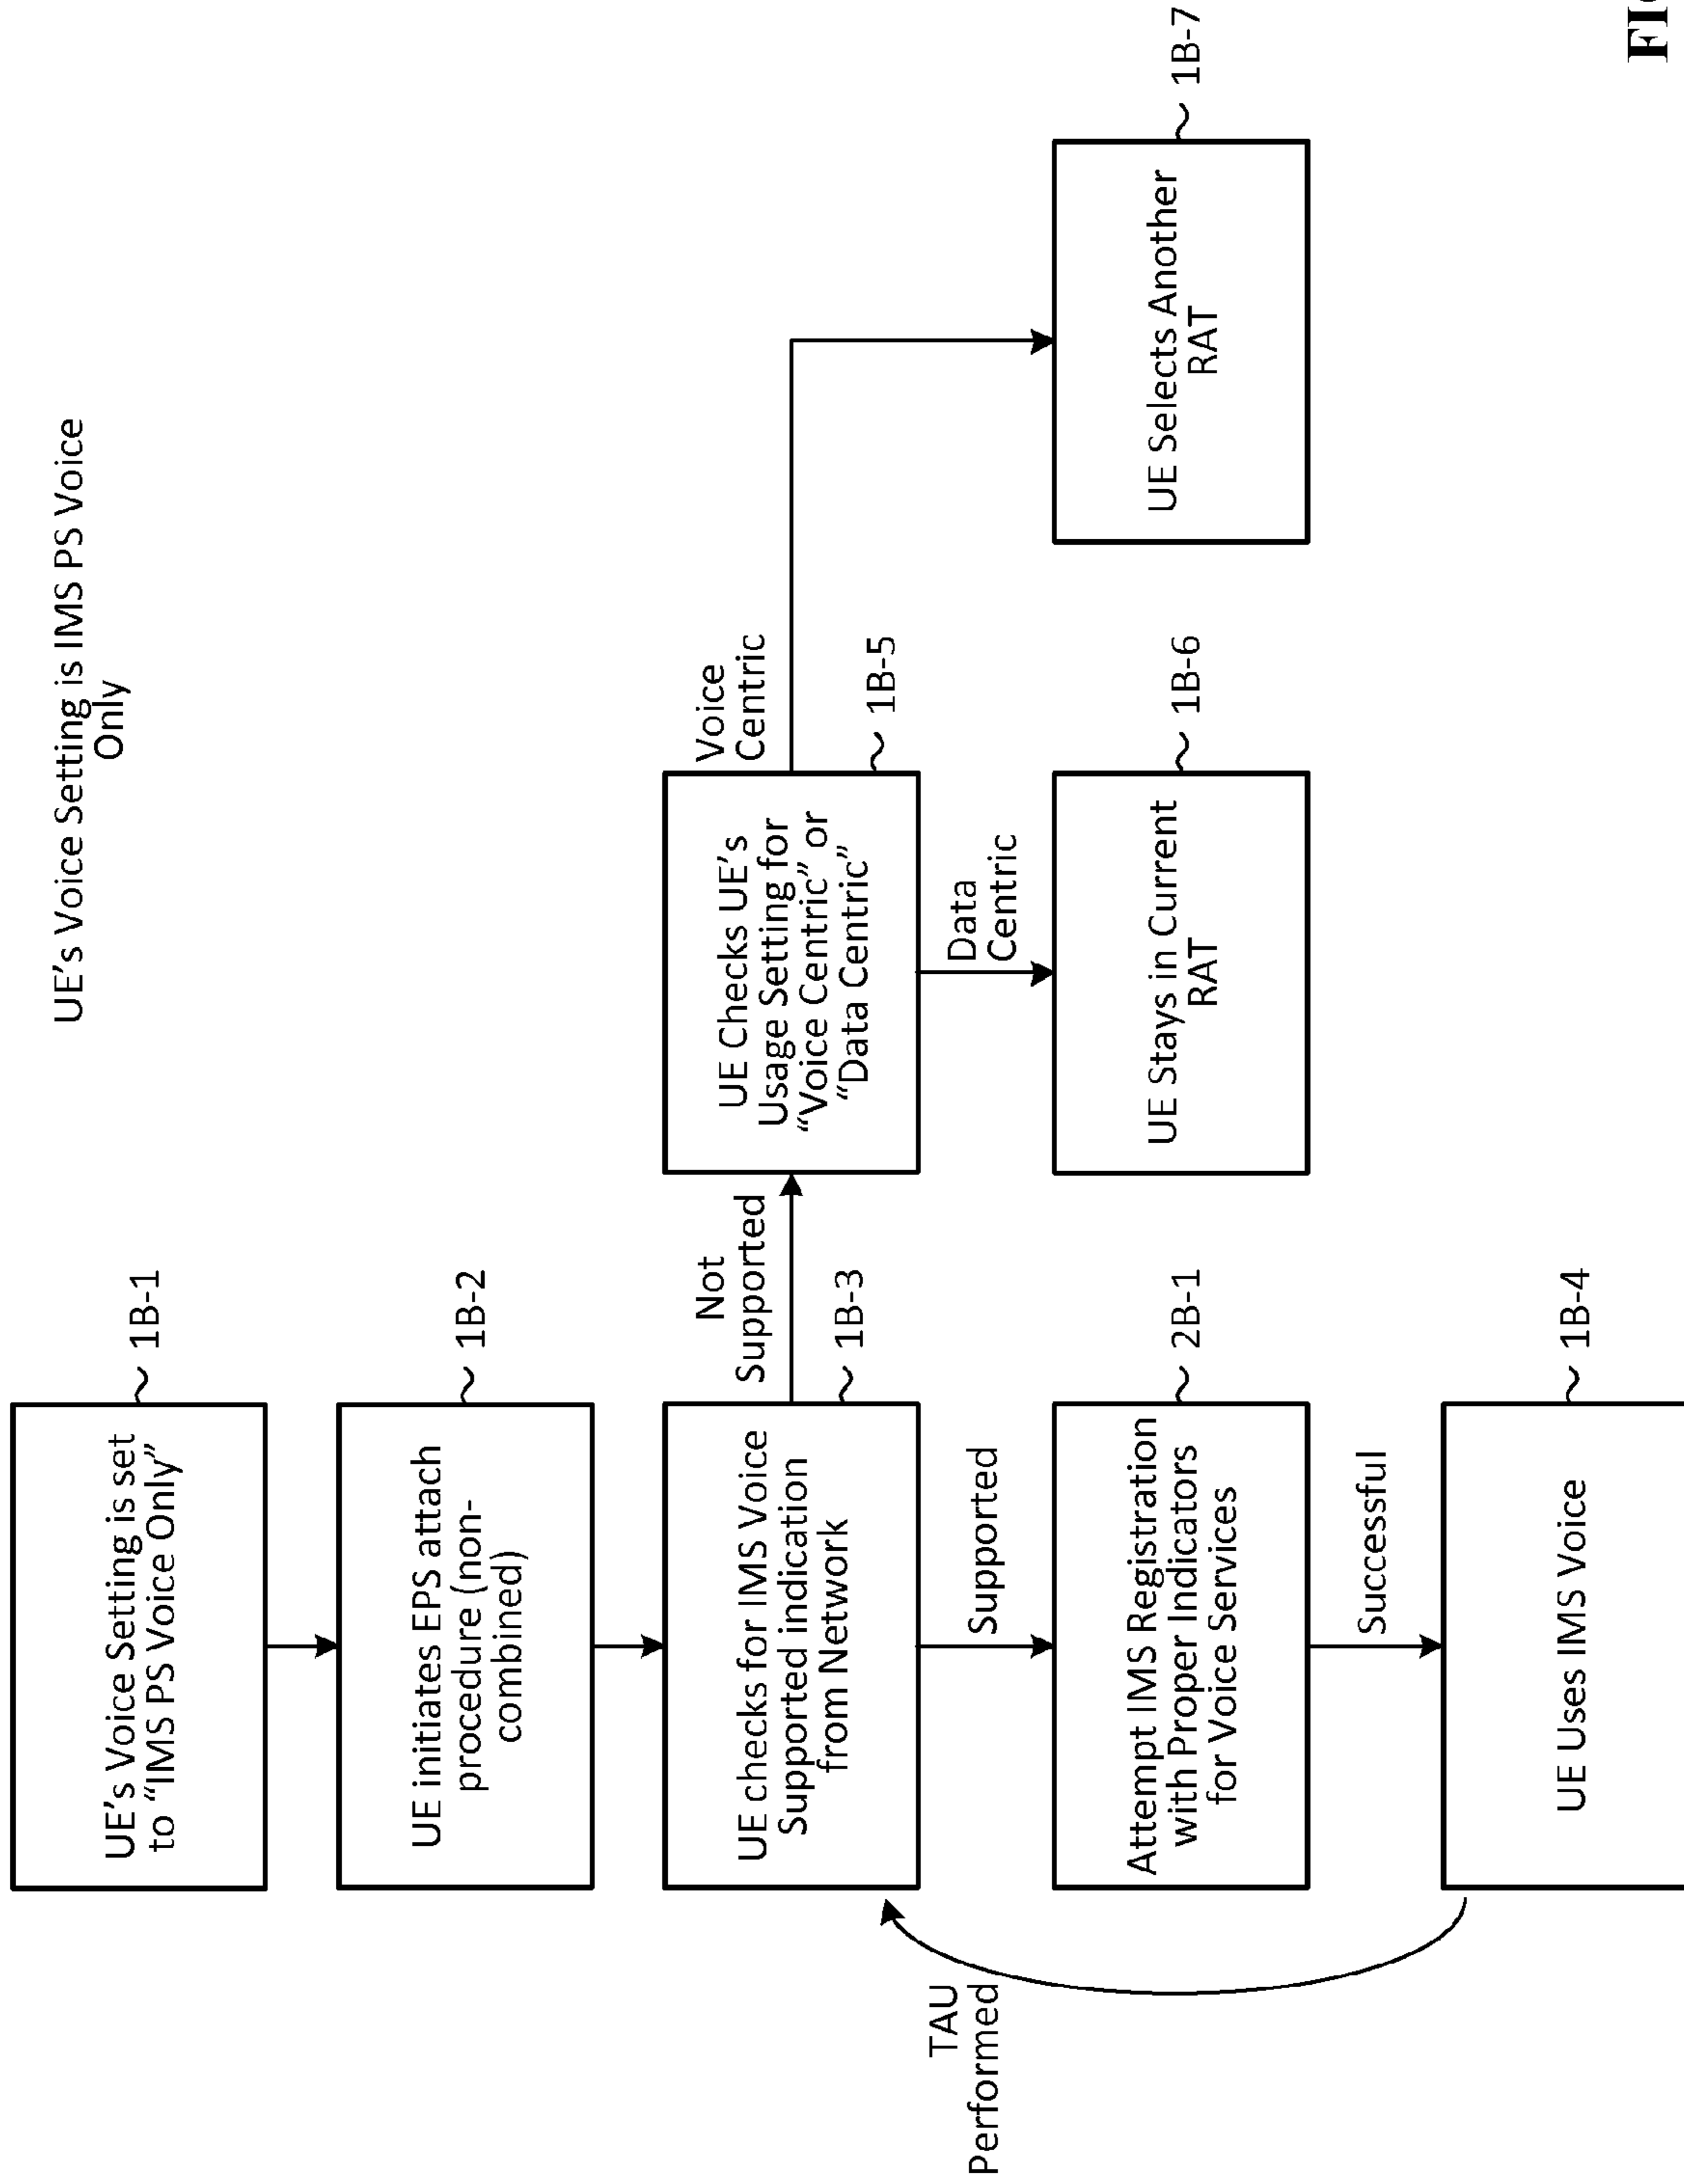 UE's Voice Setting is IMS PS Voice
Only
UE's Voice Setting is set
to “IMS PS Voice Only”
1B-1
UE initiates EPS attach
procedure (non-
combined)
1B-2
UE checks for IMS Voice
Supported indication
from Network
1B-3
Not
Supported
UE Checks UE's
Usage Setting for
“Voice Centric” or
“Data Centric”
1B-5
Voice
Centric
Supported
Data
Centric
TAU
Performed
Attempt IMS Registration
with Proper Indicators
for Voice Services
2B-1
UE Stays in Current
RAT
1B-6
UE Selects Another
RAT
1B-7
Successful
UE Uses IMS Voice
1B-4